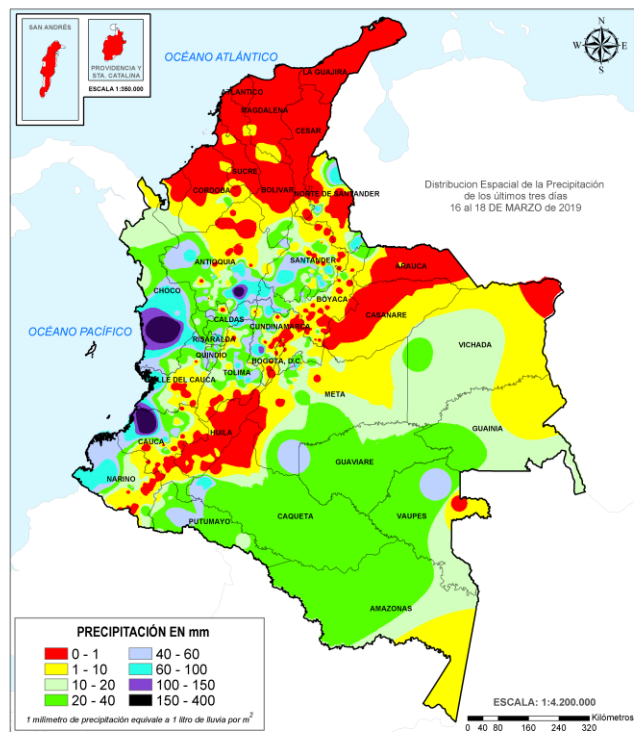 SAN ANDRÉS
PROVIDENCIA Y
STA. CATALINA
ESCALA 1:350.000
OCÉANO ATLÁNTICO
N
W E
S
LA GUAJIRA
ATLANTICO
MAGDALENA
CESAR
SUCRE
CORDOBA
BOLIVAR
NORTE DE SANTANDER
Distribucion Espacial de la Precipitación
de los últimos tres días
16 al 18 DE MARZO de 2019
ANTIOQUIA
SANTANDER
ARAUCA
CHOCO
BOYACA
CASANARE
OCÉANO PACÍFICO
CALDAS
CUNDINAMARCA
RISARALDA
VICHADA
QUINDIO
BOGOTA, D.C.
TOLIMA
VALLE DEL CAUCA
META
HUILA
GUAINIA
CAUCA
GUAVIARE
NARIÑO
PUTUMAYO
CAQUETA
VAUPES
AMAZONAS
PRECIPITACIÓN EN mm
0 - 1
40 - 60
1 - 10
60 - 100
10 - 20
100 - 150
20 - 40
150 - 400
1 milimetro de precipitación equivale a 1 litro de lluvia por m²
ESCALA: 1:4.200.000
Kilómetros
0 40 80 160 240 320